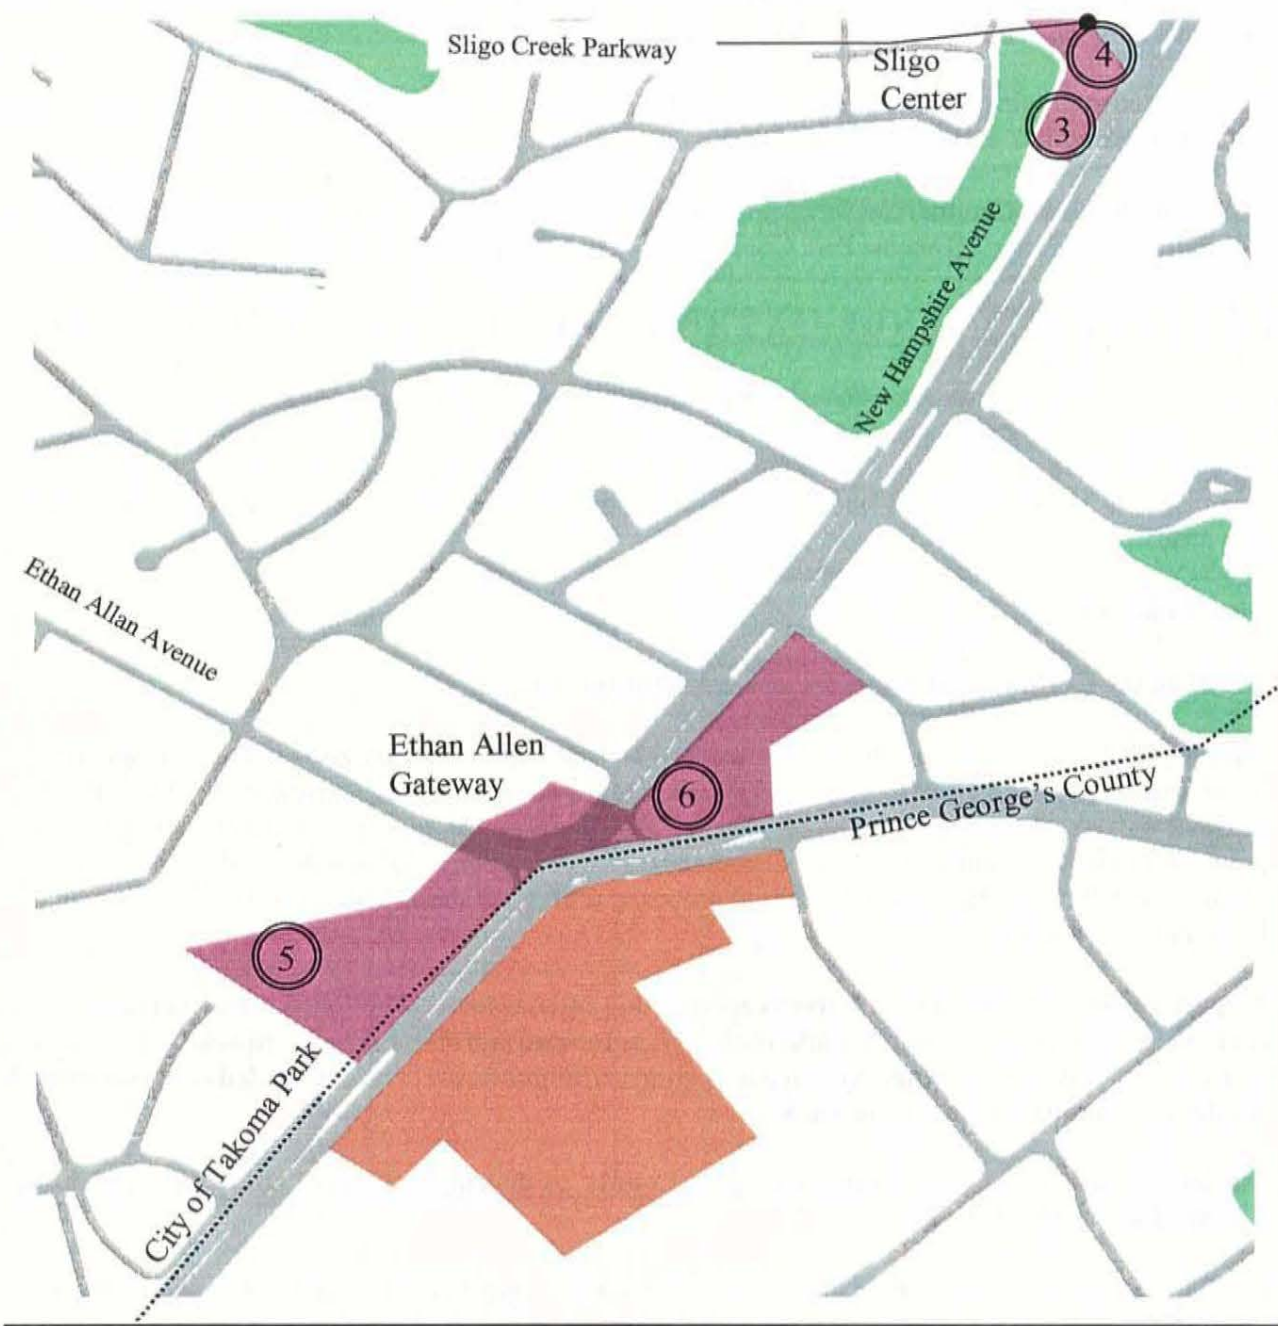 Sligo Creek Parkway
Sligo
Center
4
3
New Hampshire Avenue
Ethan Allan Avenue
Ethan Allen
Gateway
6
Prince George's County
5
City of Takoma Park